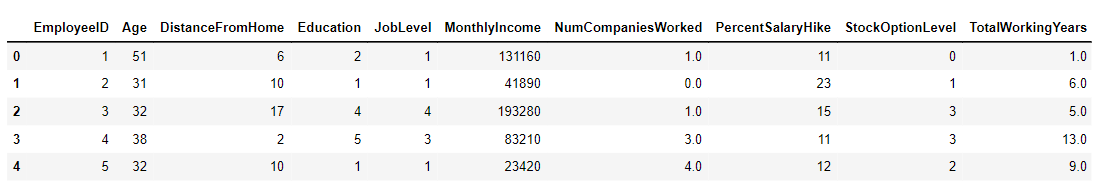 EmployeeID Age DistanceFromHome Education JobLevel MonthlyIncome NumCompaniesWorked PercentSalaryHike StockOptionLevel TotalWorkingYears
0 1 51 6 2 1 131160 1.0 11 0 1.0
1 2 31 10 1 1 41890 0.0 23 1 6.0
2 3 32 17 4 4 193280 1.0 15 3 5.0
3 4 38 2 5 3 83210 3.0 11 3 13.0
4 5 32 10 1 1 23420 4.0 12 2 9.0